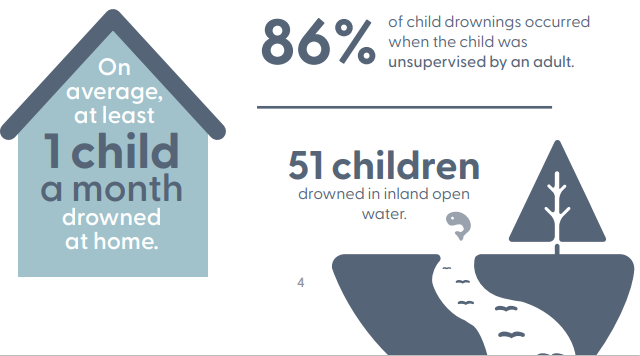 On
average,
at least
1 child
a month
drowned
at home.
86%
of child drownings occurred
when the child was
unsupervised by an adult.
51 children
drowned in inland open
water.
4